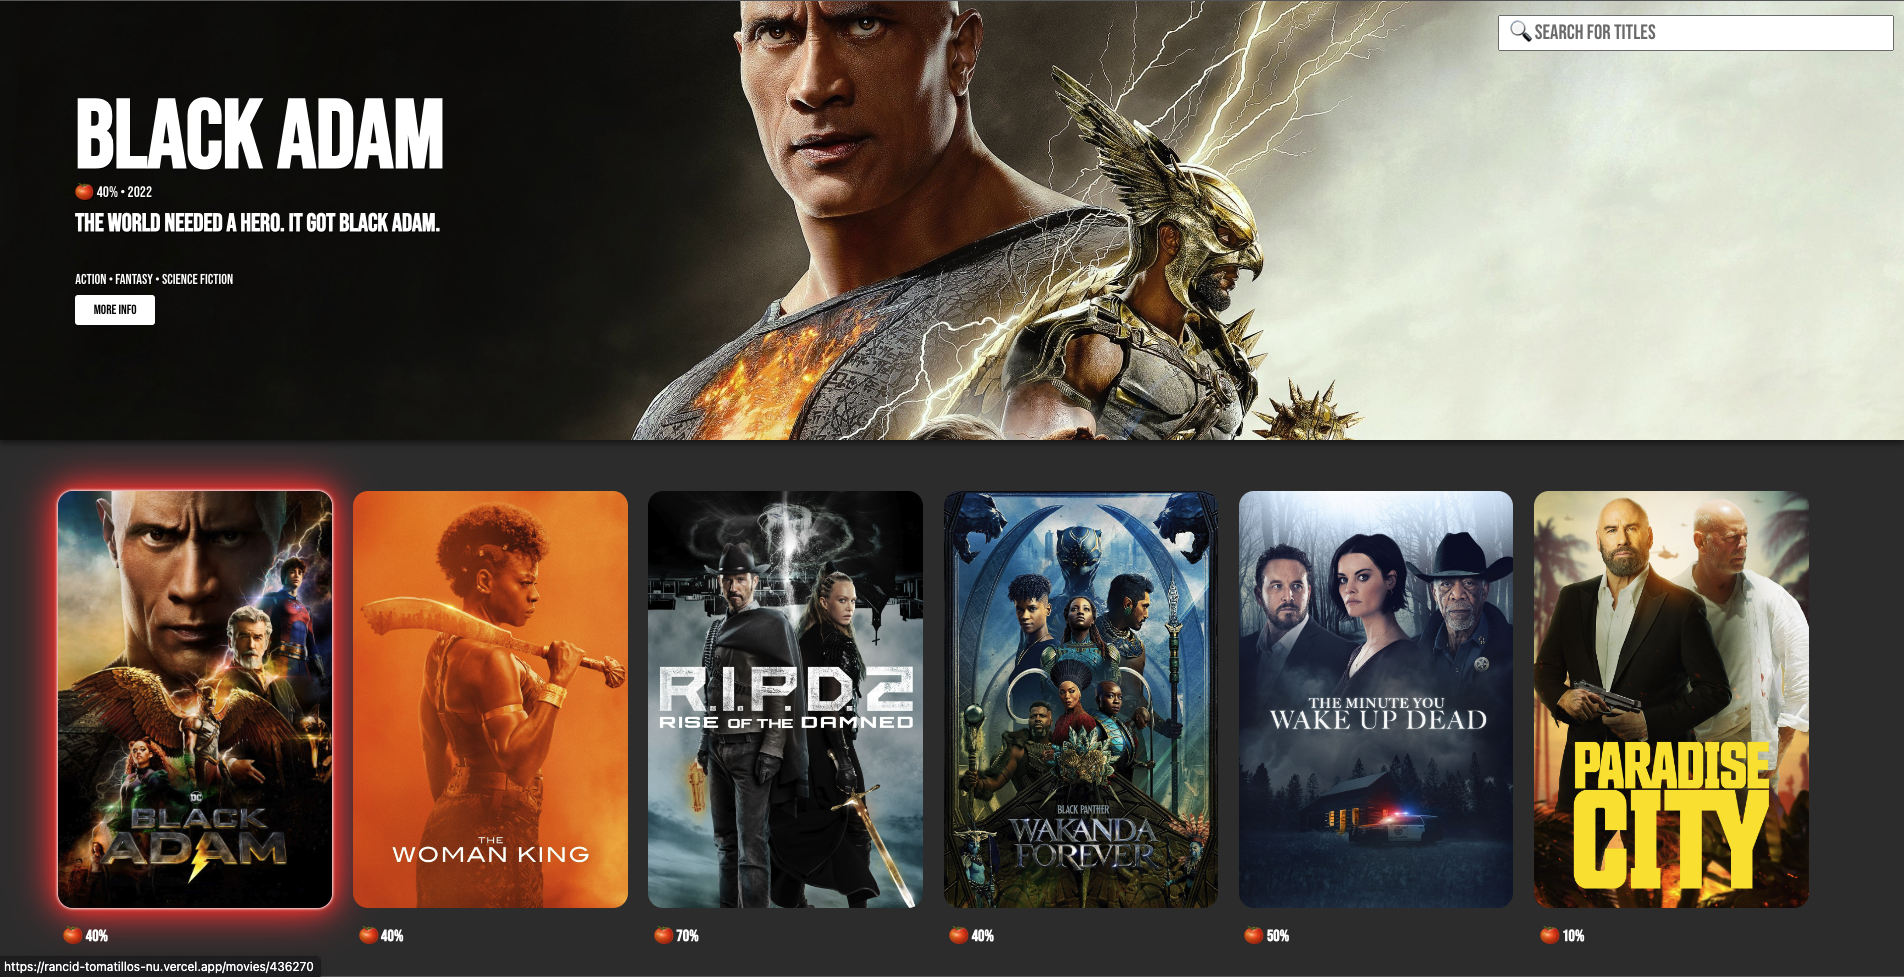 🔍 SEARCH FOR TITLES
BLACK ADAM
🍅 40% • 2022
THE WORLD NEEDED A HERO. IT GOT BLACK ADAM.
ACTION • FANTASY • SCIENCE FICTION
MORE INFO
DC
BLACK
ADAM
THE
WOMAN KING
R.I.P.D. 2
RISE OF THE DAMNED
BLACK PANTHER
WAKANDA
FOREVER
THE MINUTE YOU
WAKE UP DEAD
PARADISE
CITY
🍅 40%
🍅 40%
🍅 70%
🍅 40%
🍅 50%
🍅 10%
https://rancid-tomatillos-nu.vercel.app/movies/436270